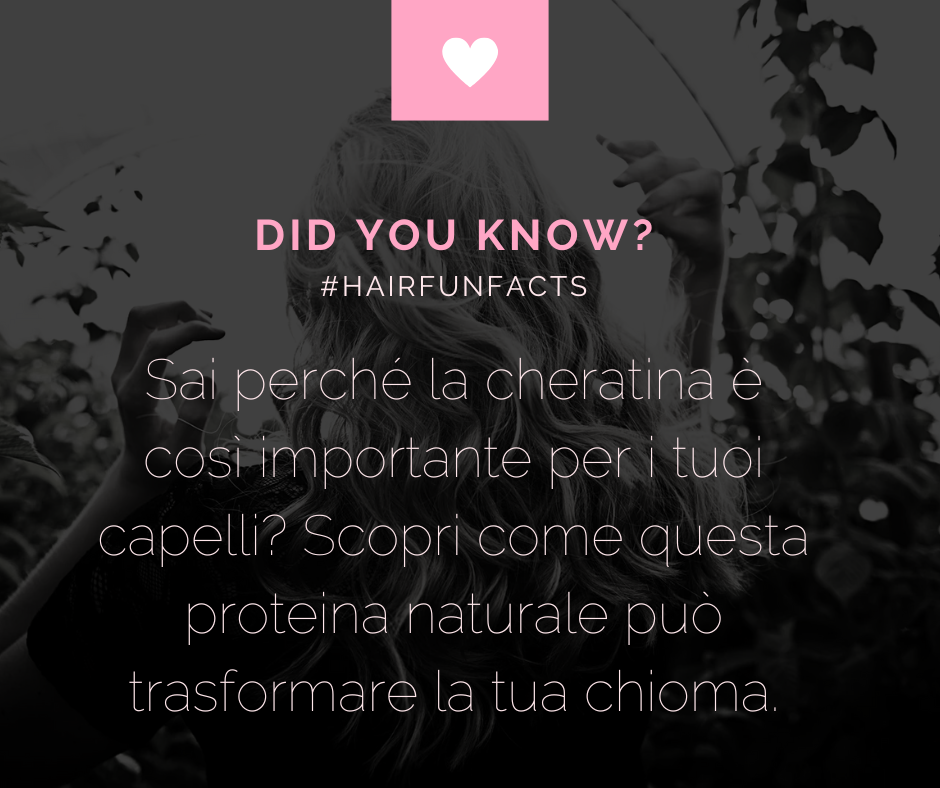 DID YOU KNOW?
#HAIRFUNFACTS
Sai perché la cheratina è
così importante per i tuoi
capelli? Scopri come questa
proteina naturale può
trasformare la tua chioma.